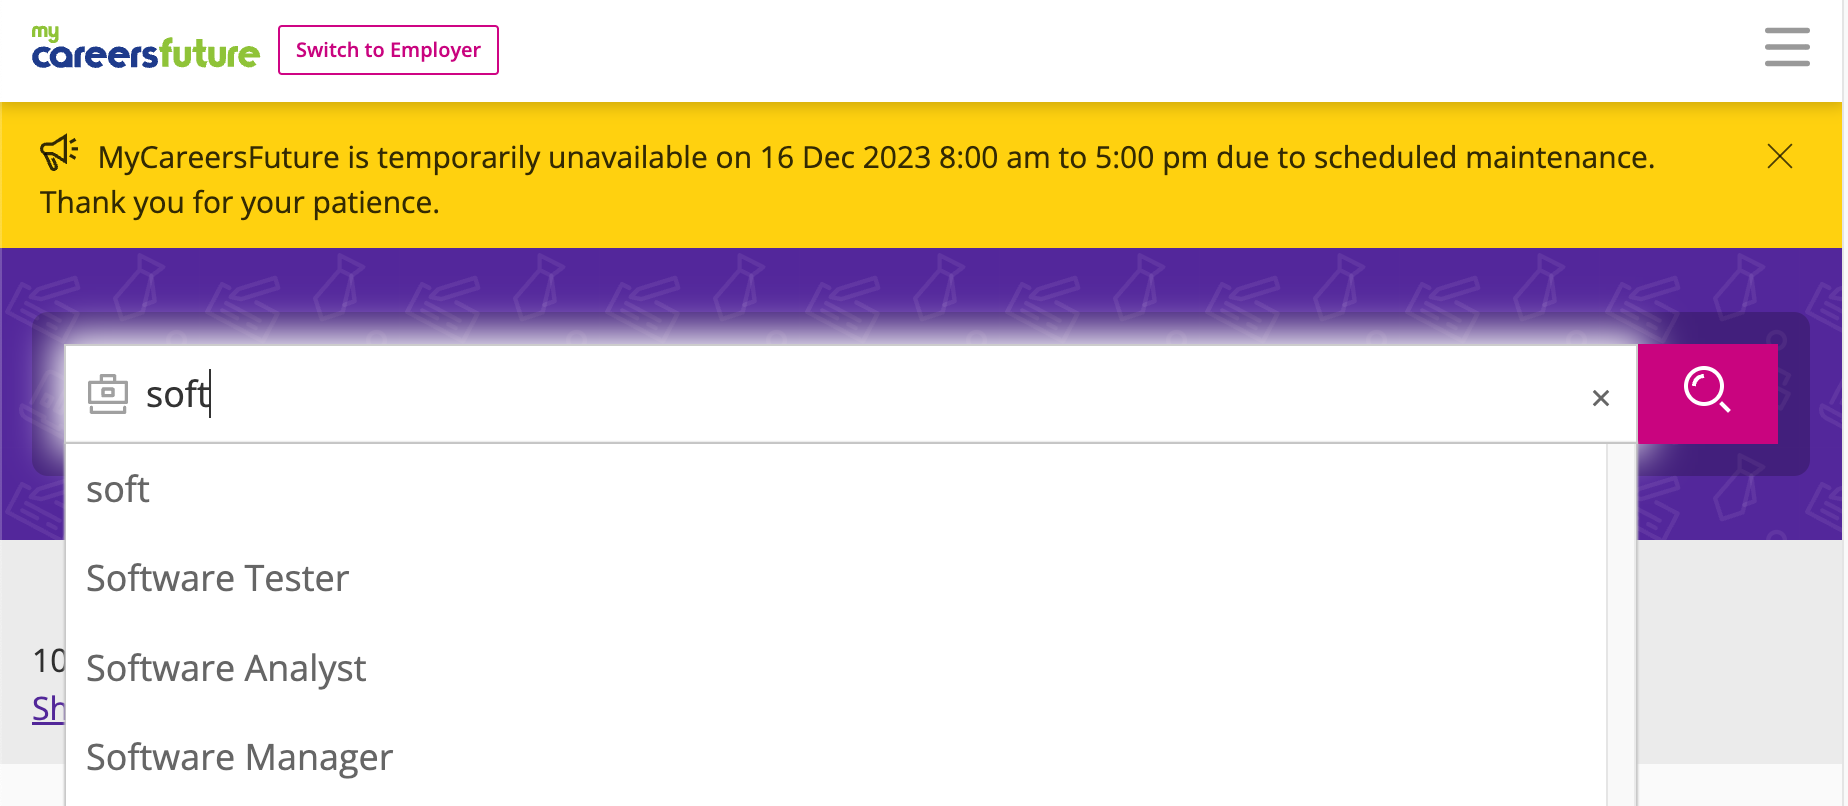 my
careersfuture
Switch to Employer
MyCareersFuture is temporarily unavailable on 16 Dec 2023 8:00 am to 5:00 pm due to scheduled maintenance.
Thank you for your patience.
soft
soft
Software Tester
10
Software Analyst
Sh
Software Manager